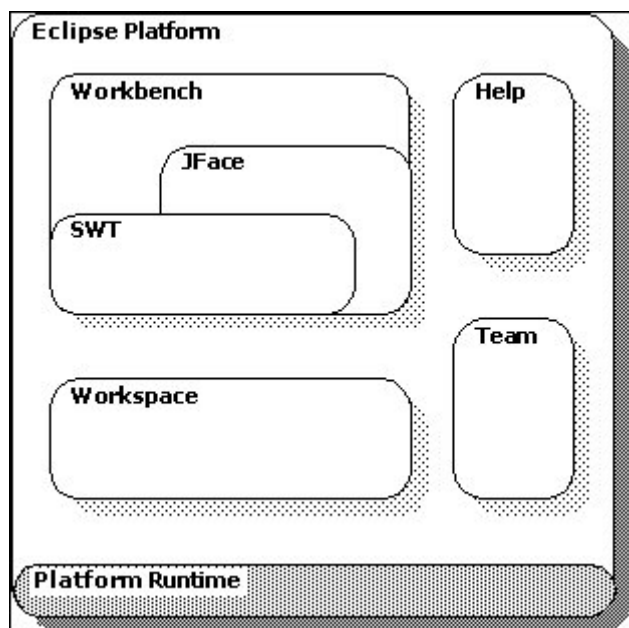 Eclipse Platform
Workbench
Help
JFace
SWT
Team
Workspace
Platform Runtime